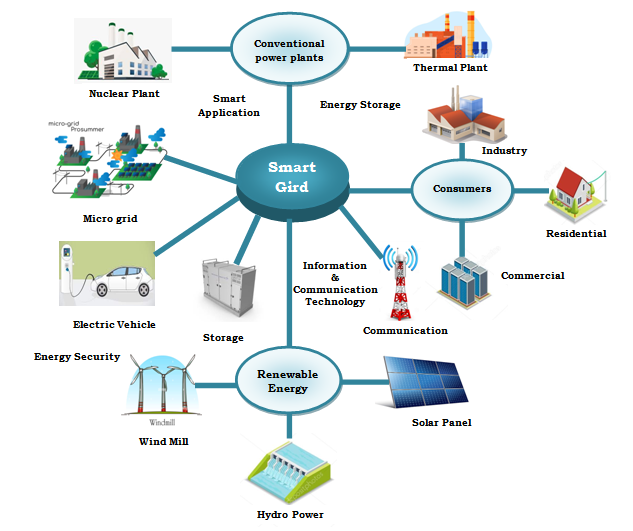 Conventional
power plants
Nuclear Plant
Thermal Plant
Smart
Application
Energy Storage
micro-grid
Prosummer
Industry
Smart
Gird
Consumers
Micro grid
Residential
Information
&
Communication
Technology
Commercial
Electric Vehicle
Storage
Communication
Energy Security
Renewable
Energy
Windmill
Solar Panel
Wind Mill
Hydro Power